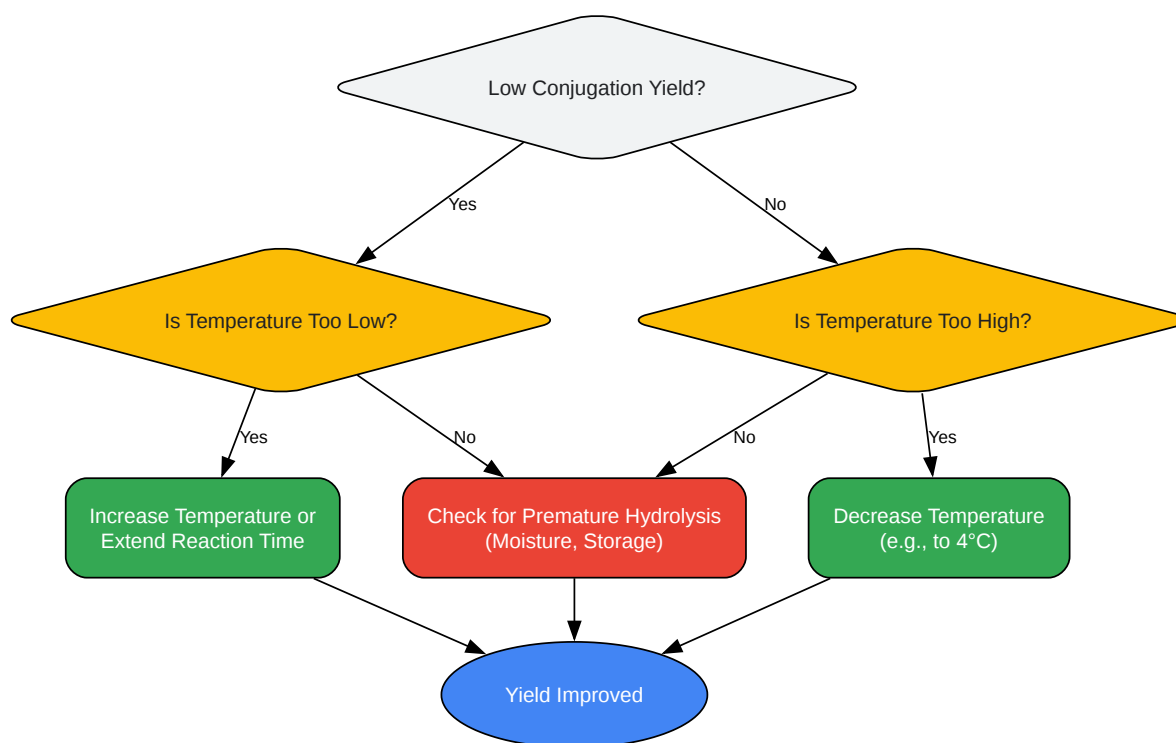 Low Conjugation Yield?
Yes
No
Is Temperature Too Low?
Is Temperature Too High?
Yes
No
No
Yes
Increase Temperature or
Extend Reaction Time
Check for Premature Hydrolysis
(Moisture, Storage)
Decrease Temperature
(e.g., to 4°C)
Yield Improved